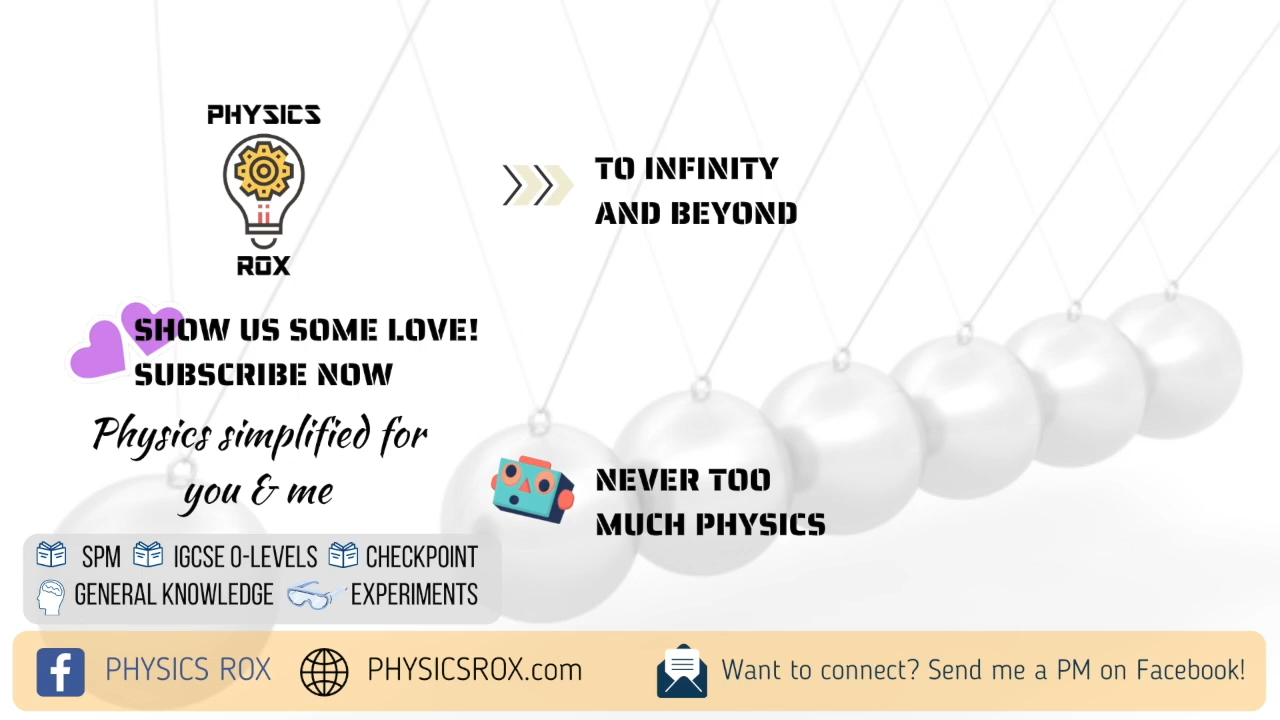 PHYSICS
ROX
TO INFINITY
AND BEYOND
SHOW US SOME LOVE!
SUBSCRIBE NOW
Physics simplified for
you & me
NEVER TOO
MUCH PHYSICS
SPM IGCSE O-LEVELS CHECKPOINT
GENERAL KNOWLEDGE EXPERIMENTS
PHYSICS ROX PHYSICSROX.com Want to connect? Send me a PM on Facebook!